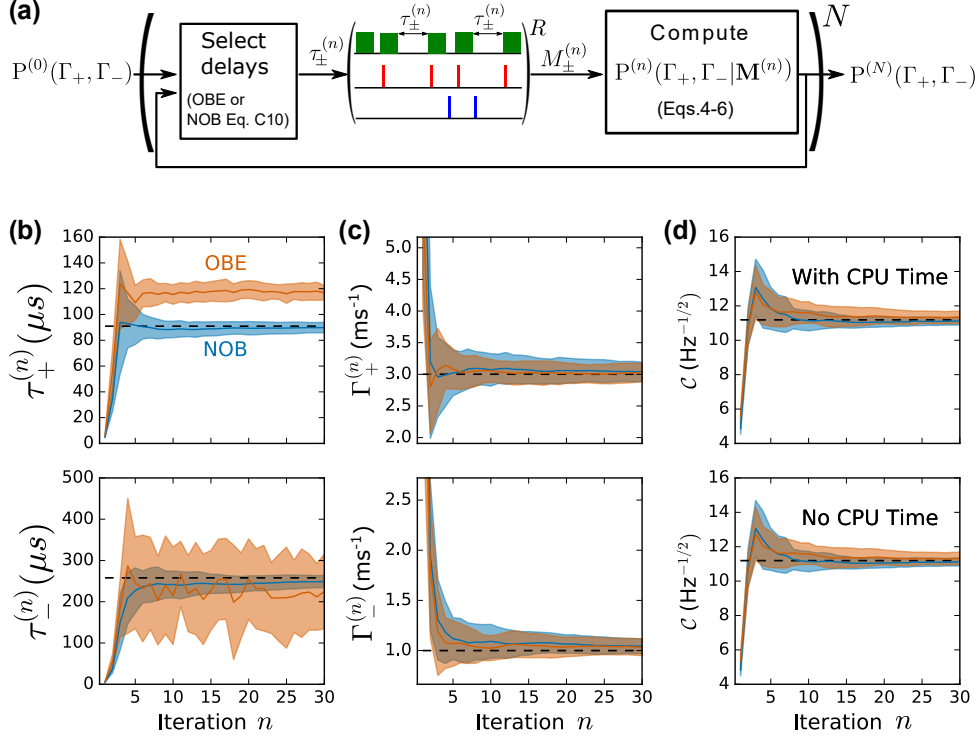 (a)
P^(0)(Γ₊, Γ₋)
Select
delays
(OBE or
NOB Eq. C10)
τ±^(n)
τ±^(n) τ±^(n)
R
M±^(n)
Compute
P^(n)(Γ₊, Γ₋|M^(n))
(Eqs.4-6)
N
P^(N)(Γ₊, Γ₋)
(b)
160
140
120
100
80
60
40
20
0
τ₊^(n) (μs)
OBE
NOB
500
400
300
200
100
0
τ₋^(n) (μs)
5 10 15 20 25 30
Iteration n
(c)
5.0
4.5
4.0
3.5
3.0
2.5
2.0
Γ₊^(n) (ms⁻¹)
2.5
2.0
1.5
1.0
Γ₋^(n) (ms⁻¹)
5 10 15 20 25 30
Iteration n
(d)
16
14
12
10
8
6
4
C (Hz⁻¹/²)
With CPU Time
16
14
12
10
8
6
4
C (Hz⁻¹/²)
No CPU Time
5 10 15 20 25 30
Iteration n